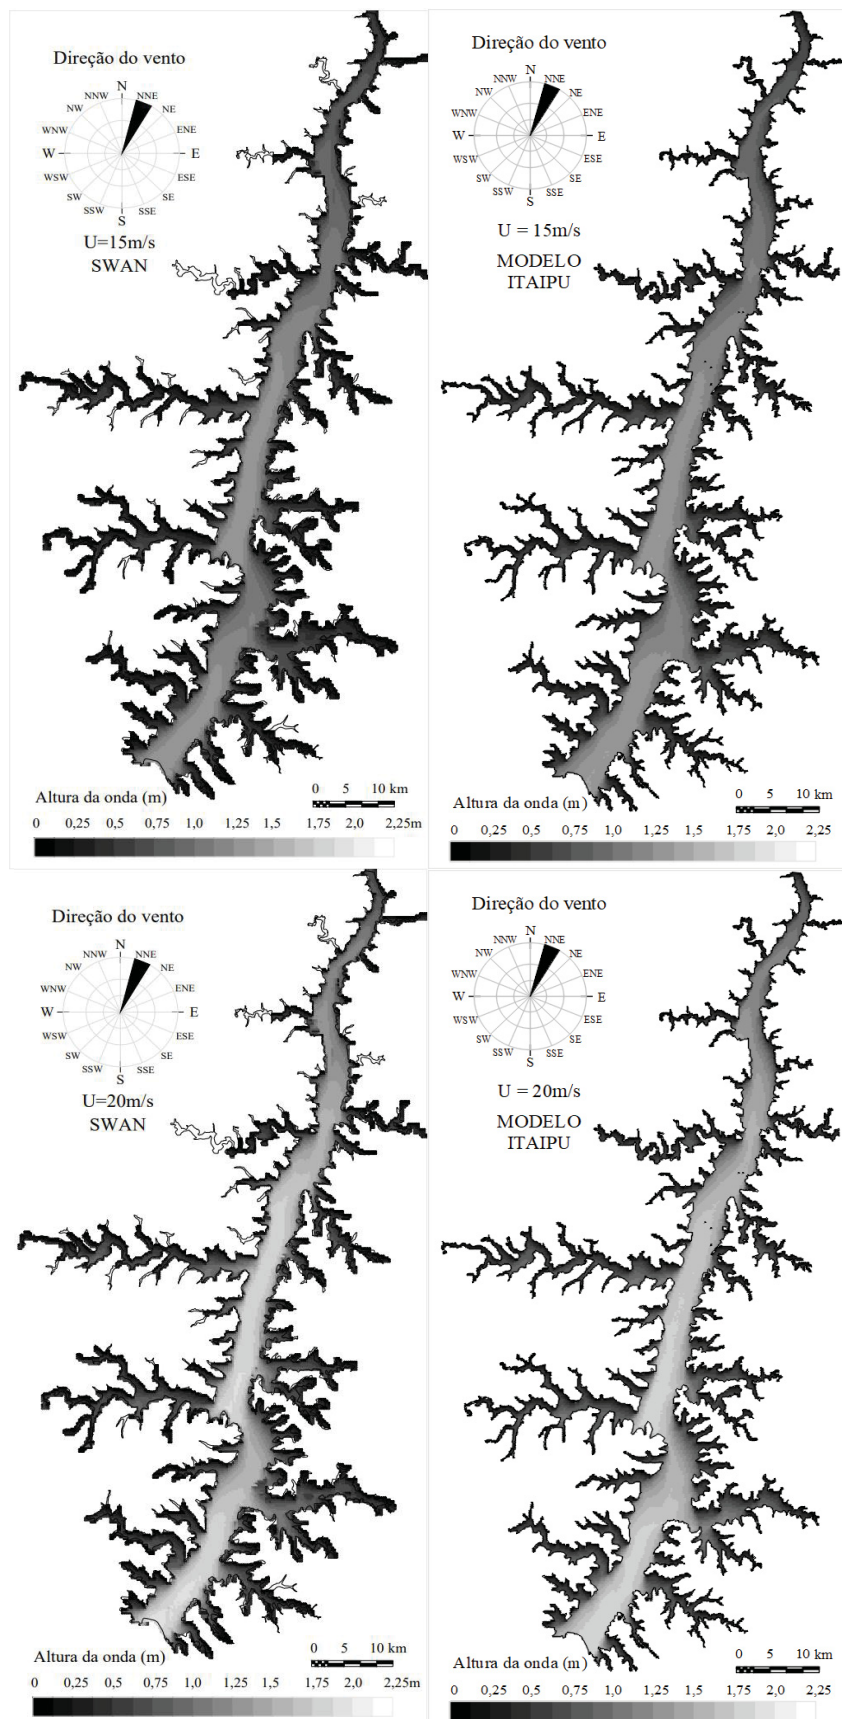 Direção do vento
N
NNW
NNE
NW
NE
WNW
ENE
W
E
WSW
ESE
SW
SE
SSW
SSE
S
U=15m/s
SWAN
0 5 10 km
Altura da onda (m)
0 0,25 0,5 0,75 1,0 1,25 1,5 1,75 2,0 2,25m
Direção do vento
N
NNW
NNE
NW
NE
WNW
ENE
W
E
WSW
ESE
SW
SE
SSW
SSE
S
U = 15m/s
MODELO
ITAIPU
0 5 10 km
Altura da onda (m)
0 0,25 0,5 0,75 1,0 1,25 1,5 1,75 2,0 2,25
Direção do vento
N
NNW
NNE
NW
NE
WNW
ENE
W
E
WSW
ESE
SW
SE
SSW
SSE
S
U=20m/s
SWAN
0 5 10 km
Altura da onda (m)
0 0,25 0,5 0,75 1,0 1,25 1,5 1,75 2,0 2,25m
Direção do vento
N
NNW
NNE
NW
NE
WNW
ENE
W
E
WSW
ESE
SW
SE
SSW
SSE
S
U = 20m/s
MODELO
ITAIPU
0 5 10 km
Altura da onda (m)
0 0,25 0,5 0,75 1,0 1,25 1,5 1,75 2.0 2,25